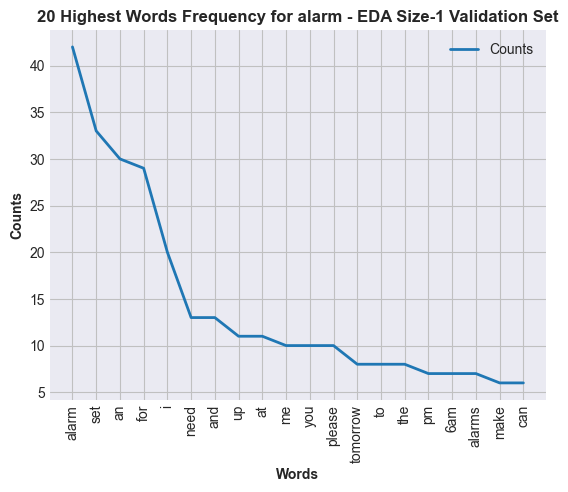 20 Highest Words Frequency for alarm - EDA Size-1 Validation Set
Counts
40
35
30
25
20
15
10
5
Counts
alarm
set
an
for
i
need
and
up
at
me
you
please
tomorrow
to
the
pm
6am
alarms
make
can
Words